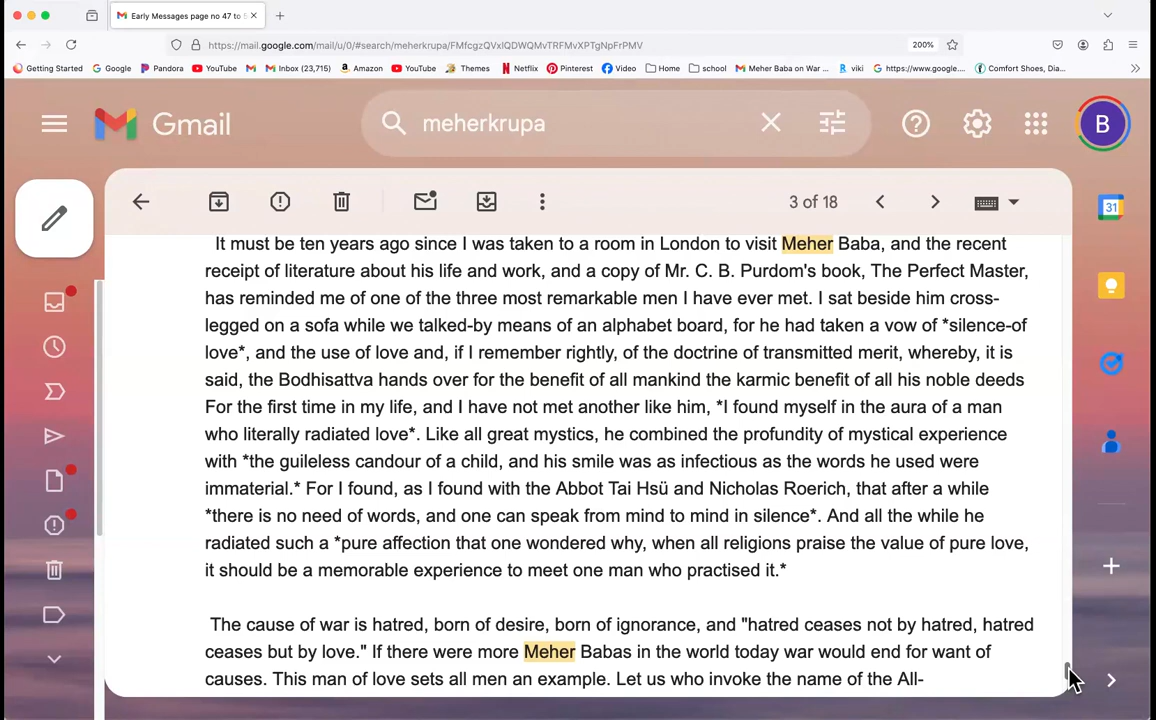 Early Messages page no 47 to 5
https://mail.google.com/mail/u/0/#search/meherkrupa/FMfcgzQVxlQDWQMvTRFMvXPTgNpFrPMV
200%
Getting Started Google Pandora YouTube Inbox (23,715) Amazon YouTube Themes Netflix Pinterest Video Home school Meher Baba on War ... viki https://www.google.... Comfort Shoes, Dia...
Gmail
meherkrupa
B
3 of 18
31
It must be ten years ago since I was taken to a room in London to visit Meher Baba, and the recent
receipt of literature about his life and work, and a copy of Mr. C. B. Purdom's book, The Perfect Master,
has reminded me of one of the three most remarkable men I have ever met. I sat beside him cross-
legged on a sofa while we talked-by means of an alphabet board, for he had taken a vow of *silence-of
love*, and the use of love and, if I remember rightly, of the doctrine of transmitted merit, whereby, it is
said, the Bodhisattva hands over for the benefit of all mankind the karmic benefit of all his noble deeds
For the first time in my life, and I have not met another like him, *I found myself in the aura of a man
who literally radiated love*. Like all great mystics, he combined the profundity of mystical experience
with *the guileless candour of a child, and his smile was as infectious as the words he used were
immaterial.* For I found, as I found with the Abbot Tai Hsü and Nicholas Roerich, that after a while
*there is no need of words, and one can speak from mind to mind in silence*. And all the while he
radiated such a *pure affection that one wondered why, when all religions praise the value of pure love,
it should be a memorable experience to meet one man who practised it.*
The cause of war is hatred, born of desire, born of ignorance, and "hatred ceases not by hatred, hatred
ceases but by love." If there were more Meher Babas in the world today war would end for want of
causes. This man of love sets all men an example. Let us who invoke the name of the All-